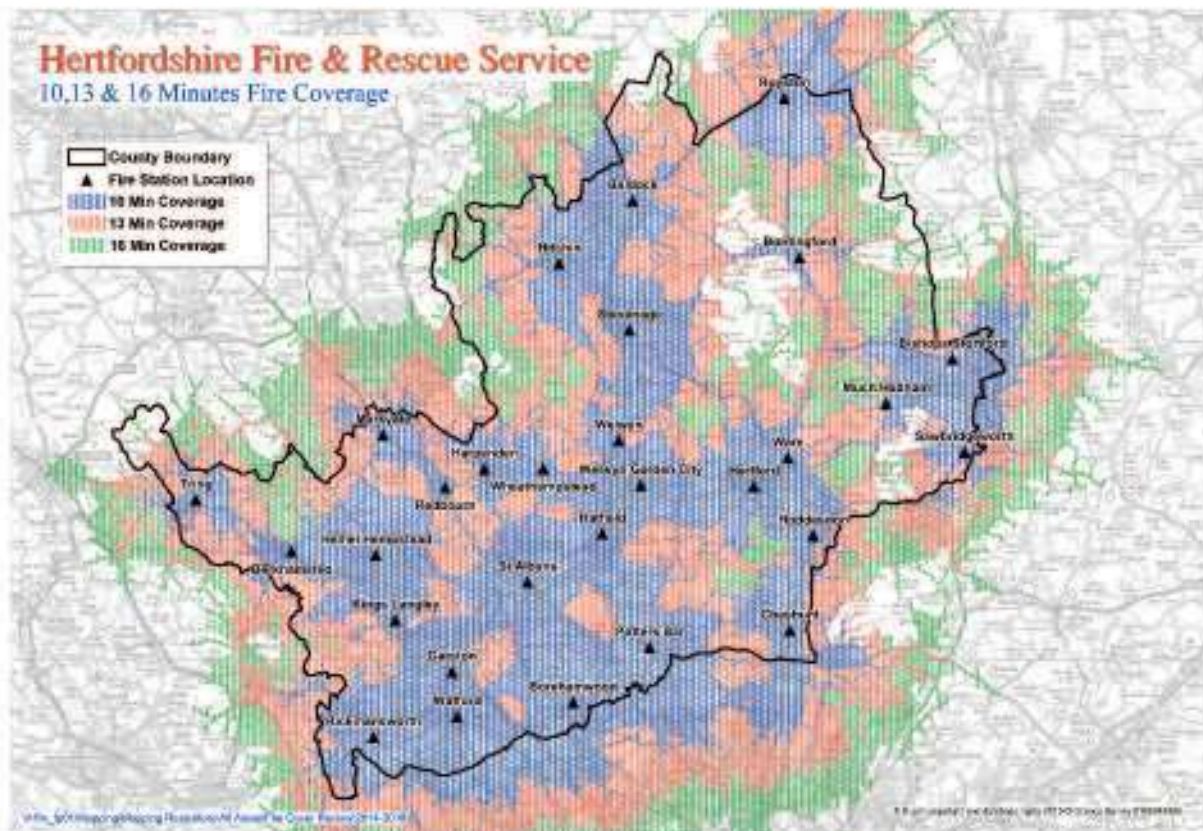 Hertfordshire Fire & Rescue Service
10,13 & 16 Minutes Fire Coverage
County Boundary
Fire Station Location
10 Min Coverage
13 Min Coverage
16 Min Coverage
Royston
Baldock
Hitchin
Buntingford
Stevenage
Bishops Stortford
Much Hadham
Markyate
Welwyn
Ware
Sawbridgeworth
Harpenden
Tring
Redbourn
Wheathampstead
Welwyn Garden City
Hertford
Hatfield
Hoddesdon
Hemel Hempstead
Berkhamsted
St Albans
Kings Langley
Cheshunt
Potters Bar
Garston
Borehamwood
Watford
Rickmansworth